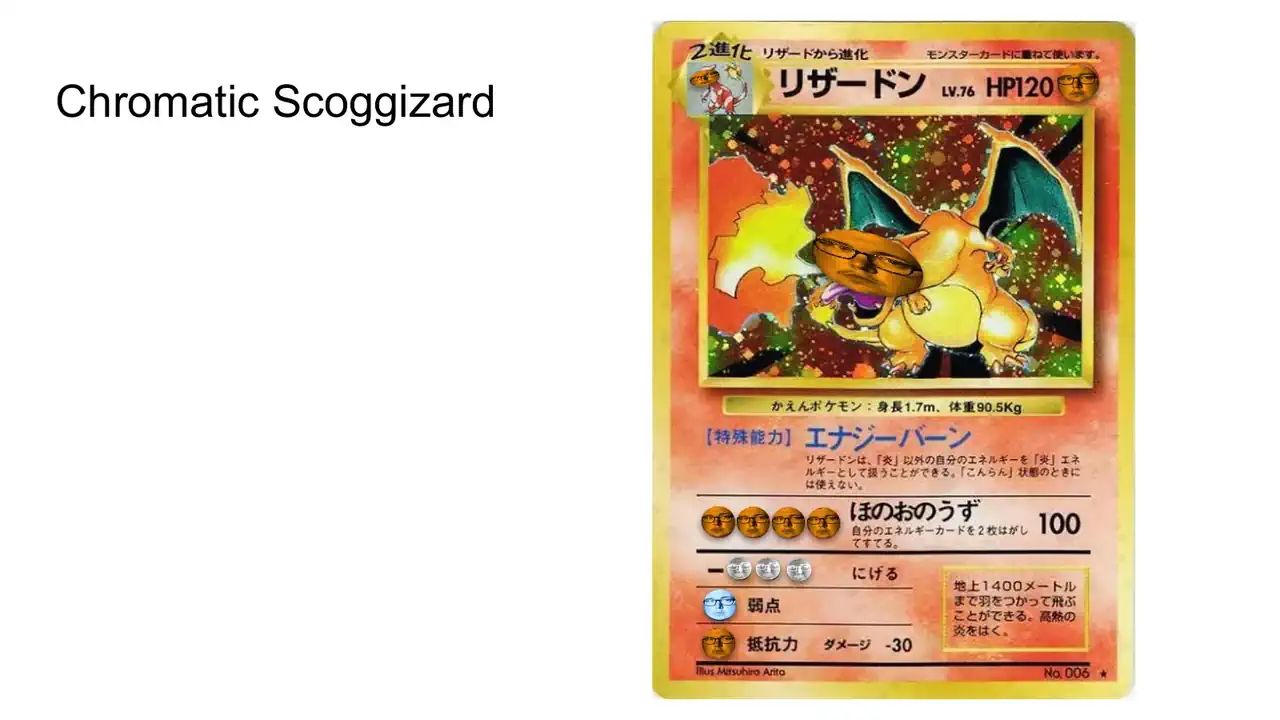 Chromatic Scoggizard
2進化 リザードから進化 モンスターカードに重ねて使います。
リザードン LV.76 HP120
かえんポケモン：身長1.7m、体重90.5Kg
【特殊能力】 エナジーバーン
リザードンは、「炎」以外の自分のエネルギーを「炎」エネ
ルギーとして扱うことができる。「こんらん」状態のときに
は使えない。
ほのおのうず 100
自分のエネルギーカードを2枚はがし
てすてる。
ー にげる
弱点
抵抗力 ダメージ -30
地上1400メートル
まで羽をつかって飛ぶ
ことができる。高熱の
炎をはく。
Illus.Mitsuhiro Arita No.006 ★